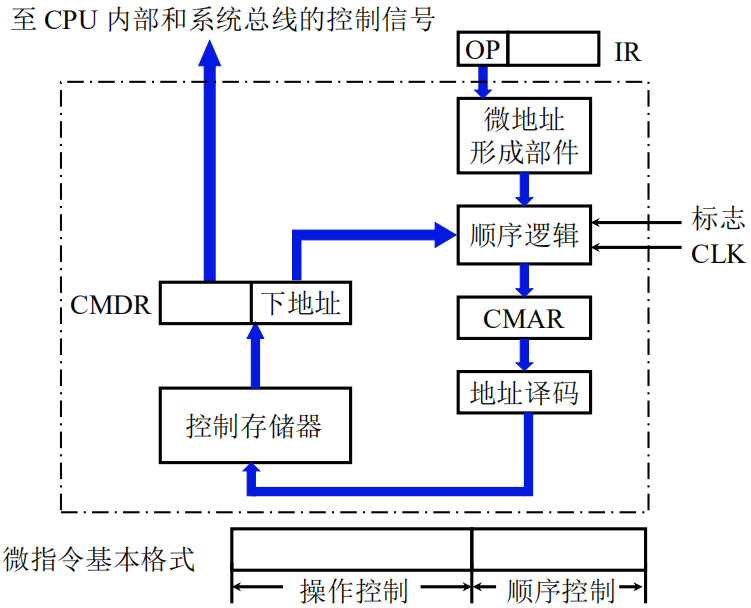 至 CPU 内部和系统总线的控制信号
OP
IR
微地址
形成部件
标志
顺序逻辑
CLK
CMDR
下地址
CMAR
地址译码
控制存储器
微指令基本格式
操作控制
顺序控制